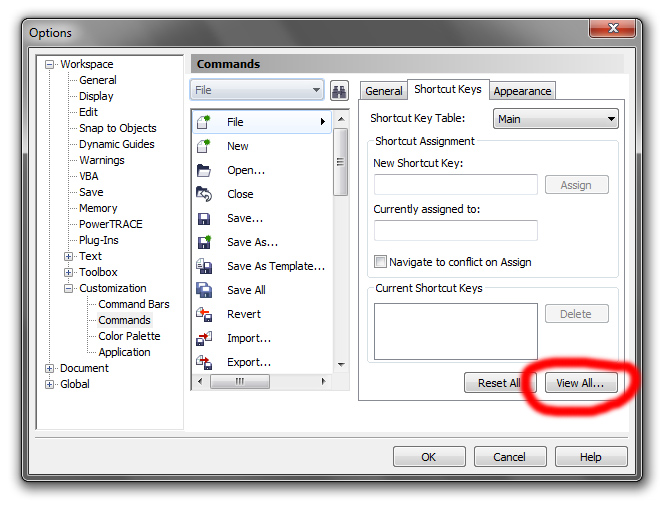 Options
Workspace
General
Display
Edit
Snap to Objects
Dynamic Guides
Warnings
VBA
Save
Memory
PowerTRACE
Plug-Ins
Text
Toolbox
Customization
Command Bars
Commands
Color Palette
Application
Document
Global
Commands
File
File
New
Open...
Close
Save...
Save As...
Save As Template...
Save All
Revert
Import...
Export...
General Shortcut Keys Appearance
Shortcut Key Table: Main
Shortcut Assignment
New Shortcut Key:
Assign
Currently assigned to:
Navigate to conflict on Assign
Current Shortcut Keys
Delete
Reset All View All...
OK Cancel Help